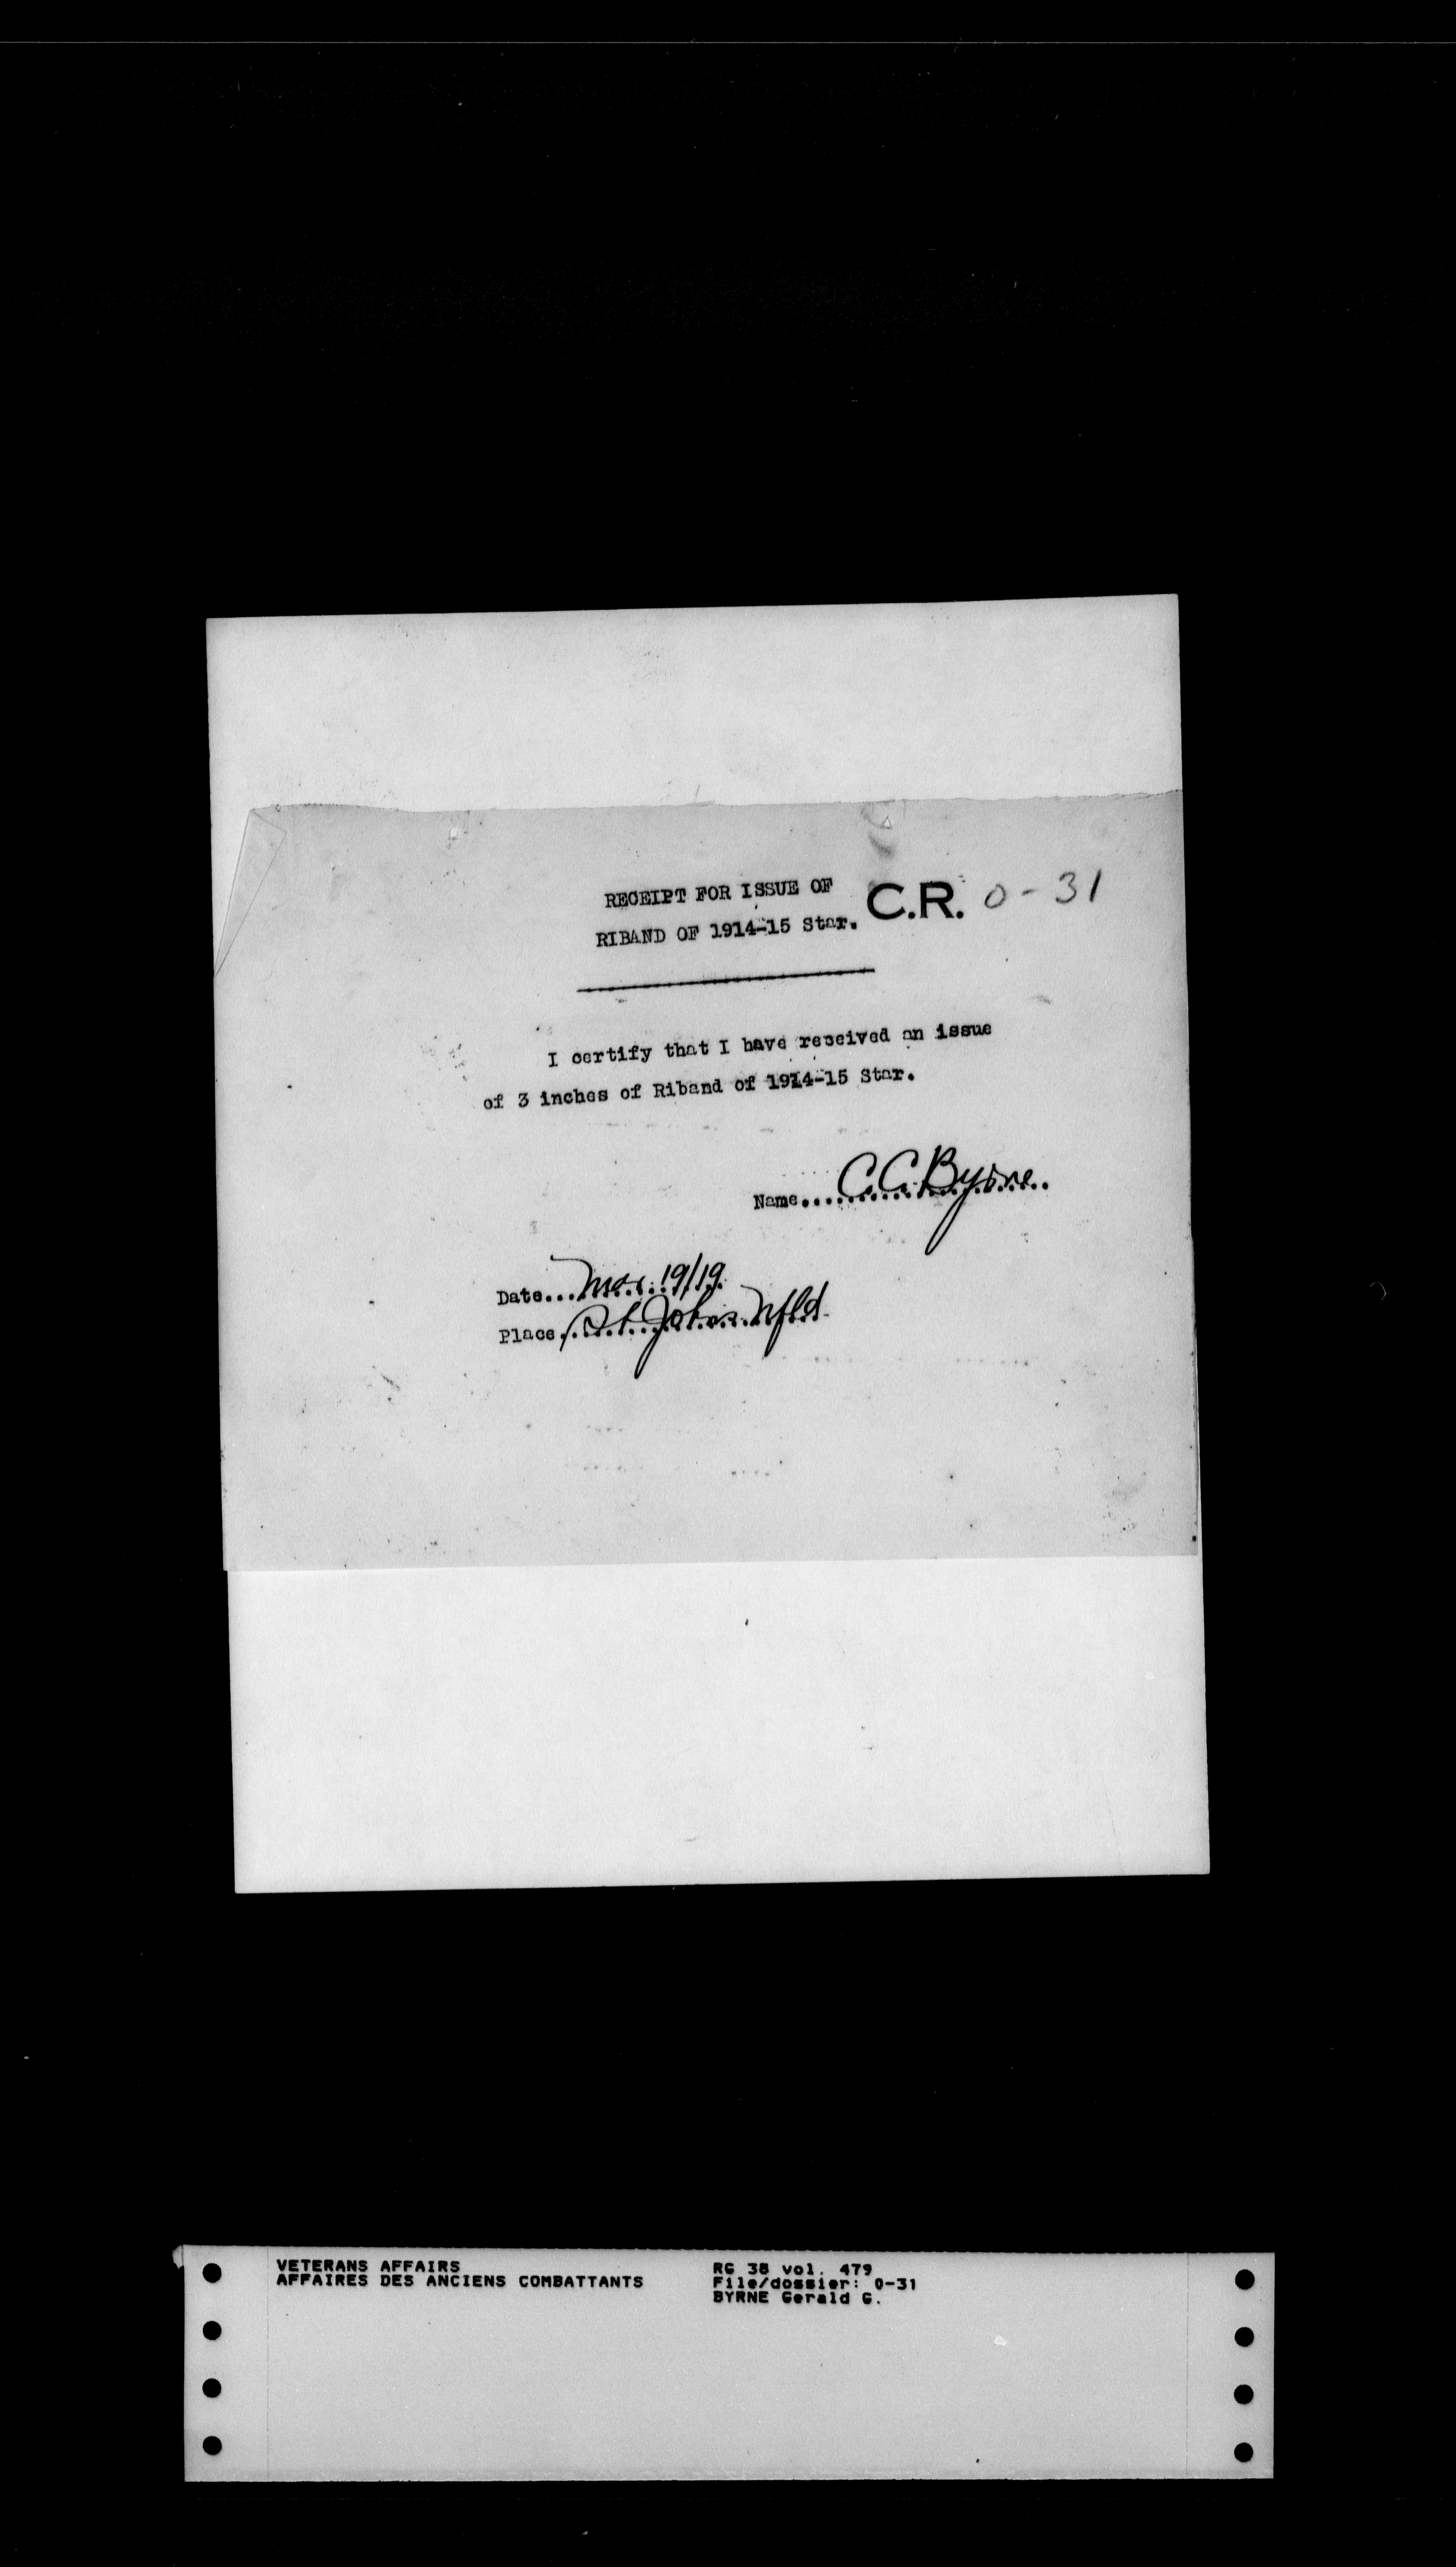 RECEIPT FOR ISSUE OF
RIBAND OF 1914-15 Star.
C.R. 0-31
I certify that I have received an issue
of 3 inches of Riband of 1914-15 Star.
Name.... C.C. Byrne
Date.... Mar. 19/19
Place. St. Johns Nfld
VETERANS AFFAIRS
AFFAIRES DES ANCIENS COMBATTANTS
RG 38 vol. 479
File/dossier: 0-31
BYRNE Gerald G.